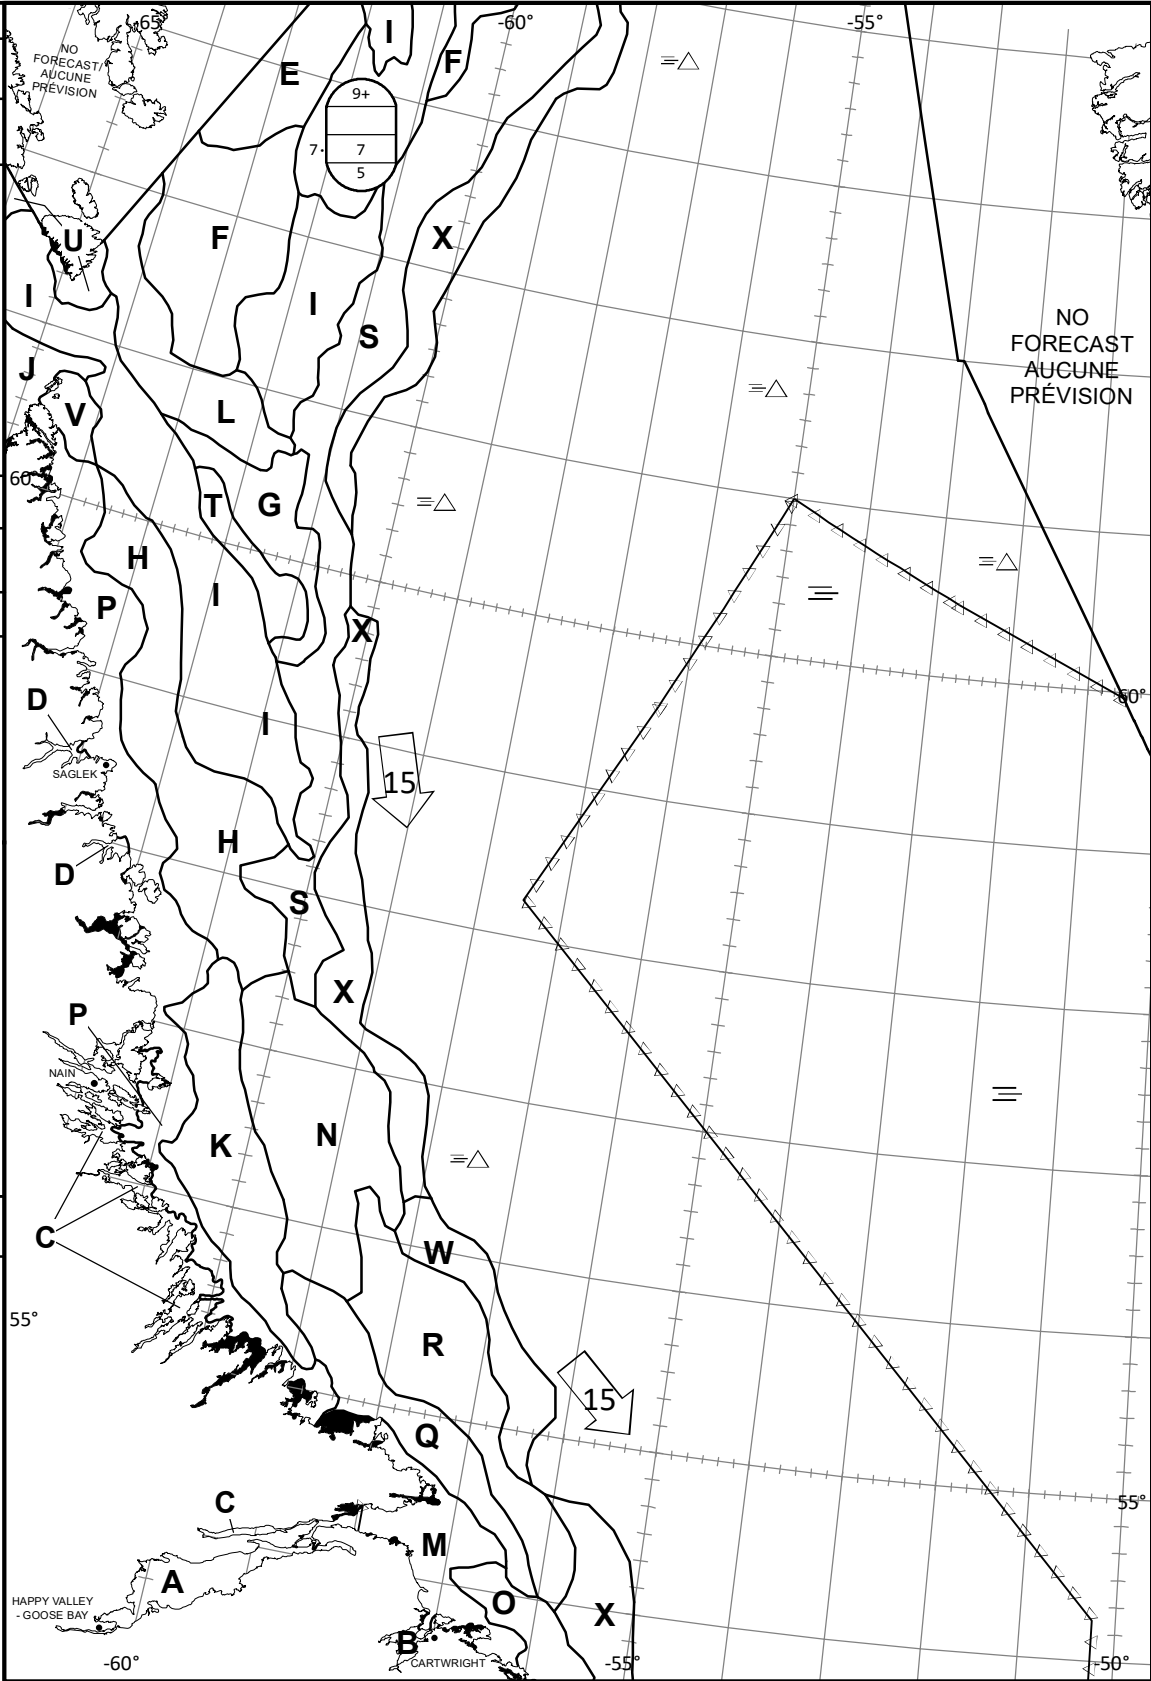 65°
-60°
-55°
I
NO
FORECAST/
AUCUNE
PRÉVISION
E
F
9+
7·
7
5
U
F
X
I
I
S
NO
FORECAST
AUCUNE
PRÉVISION
J
V
L
60°
T
G
H
I
P
X
D
I
60°
SAGLEK
15
H
D
S
X
P
NAIN
K
N
C
W
55°
R
15
Q
C
55°
M
A
HAPPY VALLEY
- GOOSE BAY
O
X
B
CARTWRIGHT
-60°
-55°
-50°